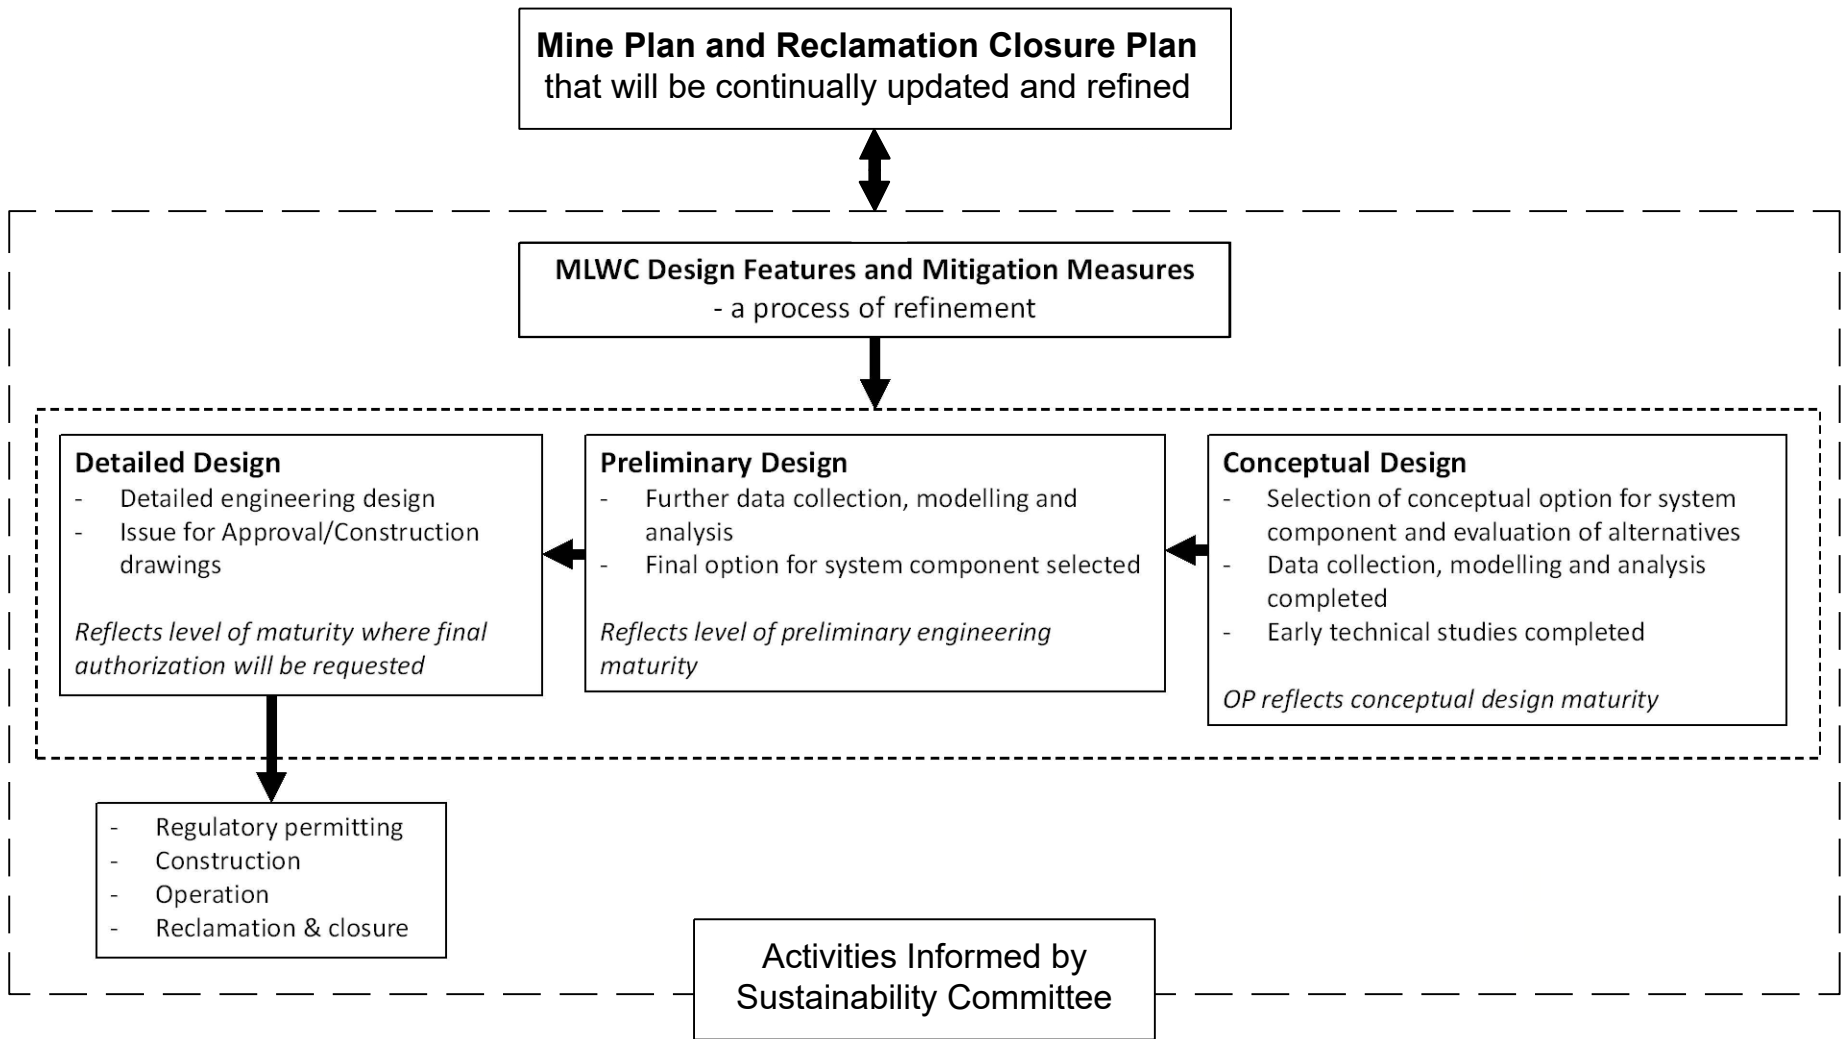 Mine Plan and Reclamation Closure Plan
that will be continually updated and refined
MLWC Design Features and Mitigation Measures
- a process of refinement
Detailed Design
- Detailed engineering design
- Issue for Approval/Construction
drawings
Reflects level of maturity where final
authorization will be requested
Preliminary Design
- Further data collection, modelling and
analysis
- Final option for system component selected
Reflects level of preliminary engineering
maturity
Conceptual Design
- Selection of conceptual option for system
component and evaluation of alternatives
- Data collection, modelling and analysis
completed
- Early technical studies completed
OP reflects conceptual design maturity
- Regulatory permitting
- Construction
- Operation
- Reclamation & closure
Activities Informed by
Sustainability Committee